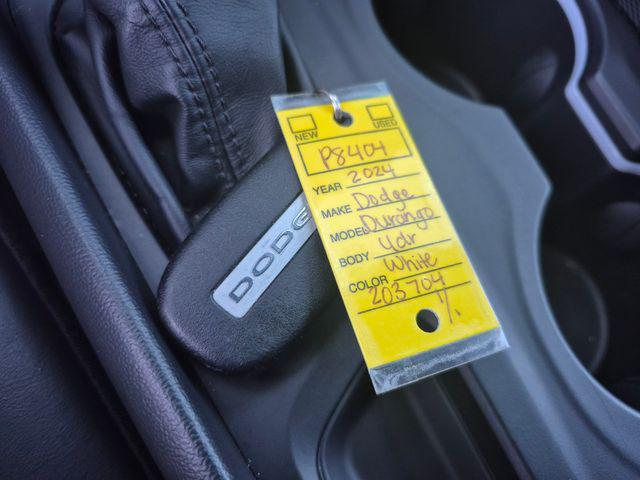 NEW USED
P8404
YEAR 2024
MAKE Dodge
MODEL Durango
BODY 4dr
COLOR White
203704
DODGE